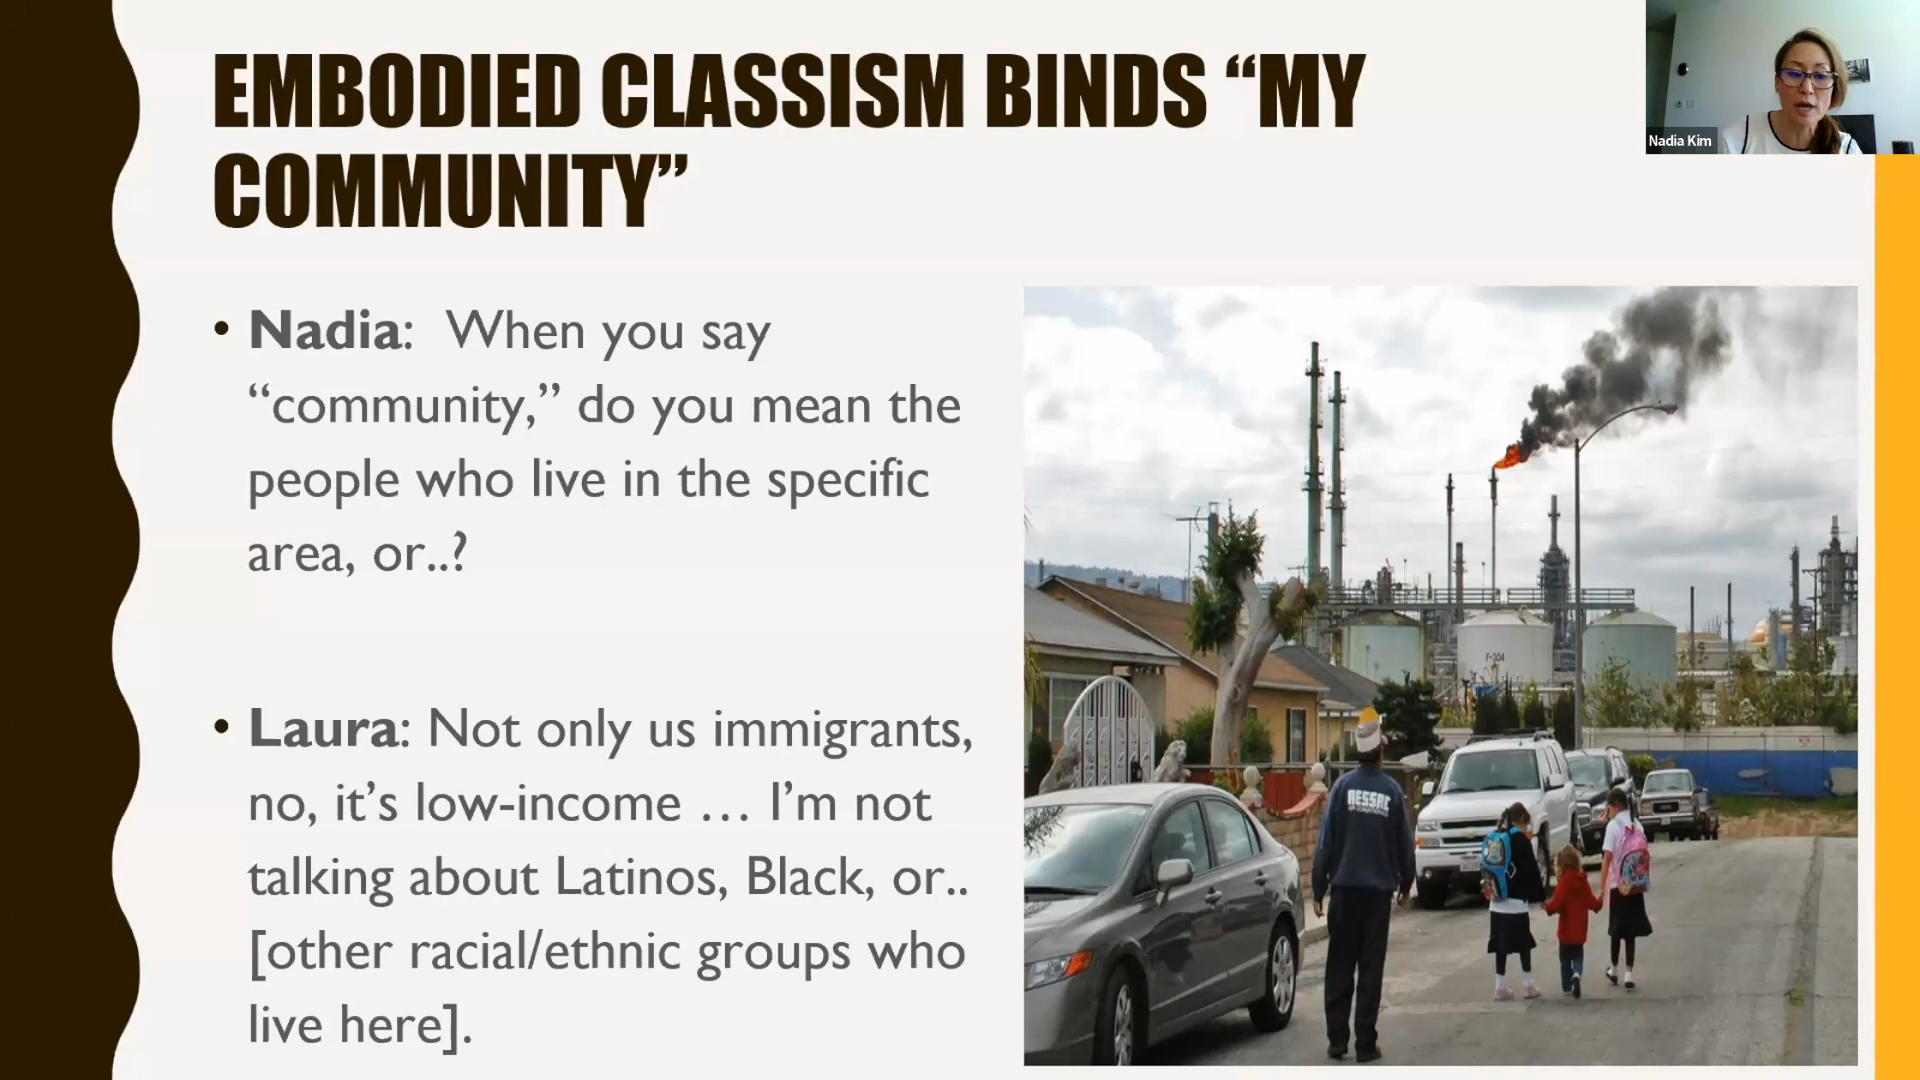 EMBODIED CLASSISM BINDS “MY
COMMUNITY”
Nadia Kim
• Nadia:  When you say
“community,” do you mean the
people who live in the specific
area, or..?
• Laura: Not only us immigrants,
no, it’s low-income … I’m not
talking about Latinos, Black, or..
[other racial/ethnic groups who
live here].
F-304